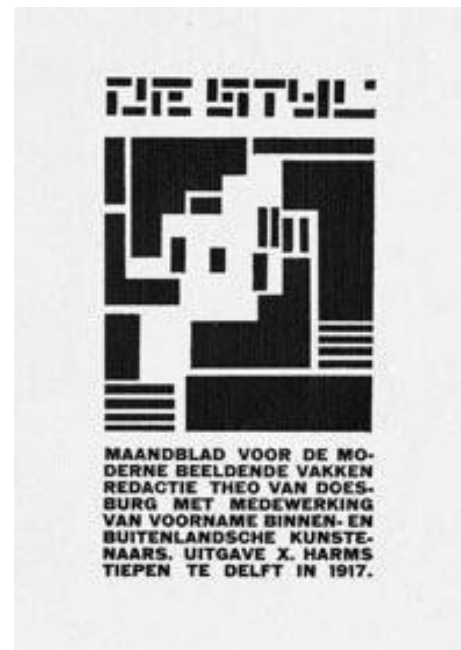 DE STIJL
MAANDBLAD VOOR DE MO-
DERNE BEELDENDE VAKKEN
REDACTIE THEO VAN DOES-
BURG MET MEDEWERKING
VAN VOORNAME BINNEN- EN
BUITENLANDSCHE KUNSTE-
NAARS. UITGAVE X. HARMS
TIEPEN TE DELFT IN 1917.